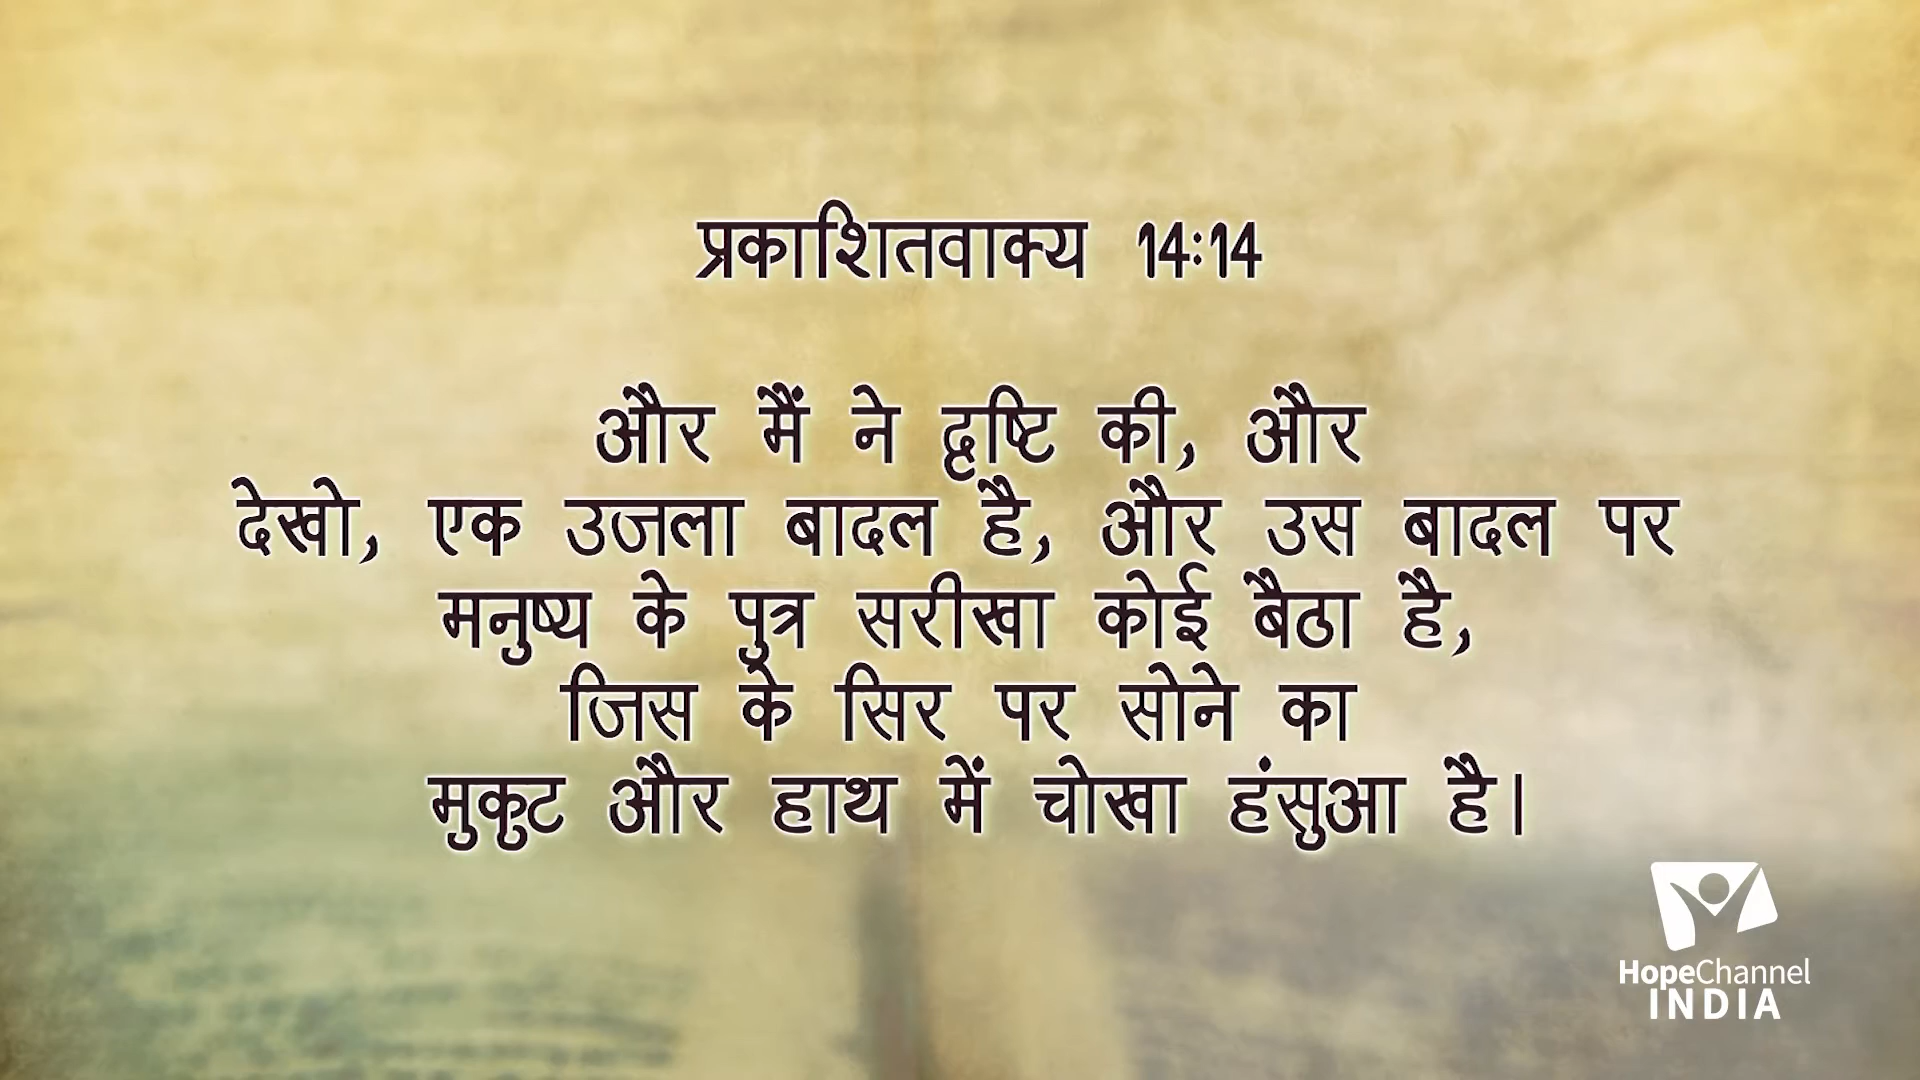 प्रकाशितवाक्य 14:14
और मैं ने दृष्टि की, और
देखो, एक उजला बादल है, और उस बादल पर
मनुष्य के पुत्र सरीखा कोई बैठा है,
जिस के सिर पर सोने का
मुकुट और हाथ में चोखा हंसुआ है।
HopeChannel
INDIA